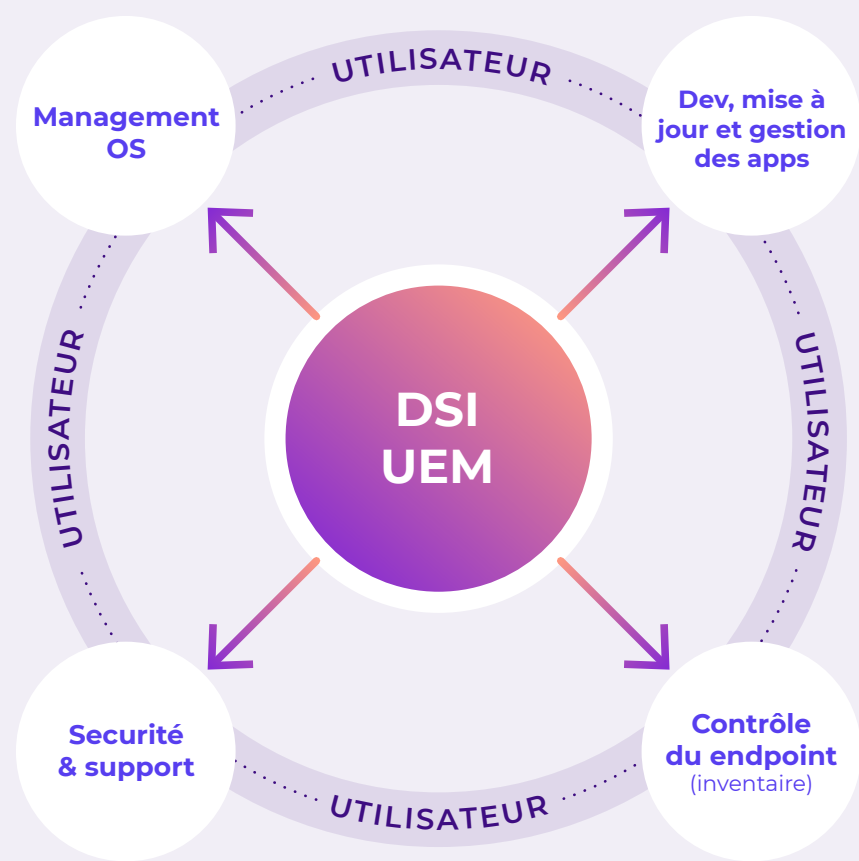 UTILISATEUR
Management
OS
Dev, mise à
jour et gestion
des apps
UTILISATEUR
UTILISATEUR
DSI
UEM
Securité
& support
Contrôle
du endpoint
(inventaire)
UTILISATEUR